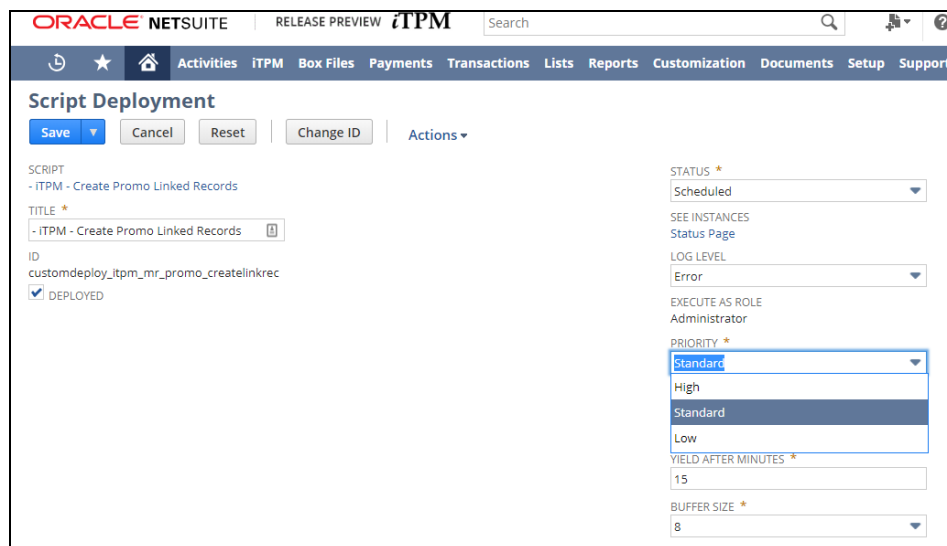 ORACLE NETSUITE RELEASE PREVIEW iTPM Search
Activities iTPM Box Files Payments Transactions Lists Reports Customization Documents Setup Support
Script Deployment
Save Cancel Reset Change ID Actions
SCRIPT
- iTPM - Create Promo Linked Records
TITLE *
- iTPM - Create Promo Linked Records
ID
customdeploy_itpm_mr_promo_createlinkrec
DEPLOYED
STATUS *
Scheduled
SEE INSTANCES
Status Page
LOG LEVEL
Error
EXECUTE AS ROLE
Administrator
PRIORITY *
Standard
High
Standard
Low
YIELD AFTER MINUTES *
15
BUFFER SIZE *
8